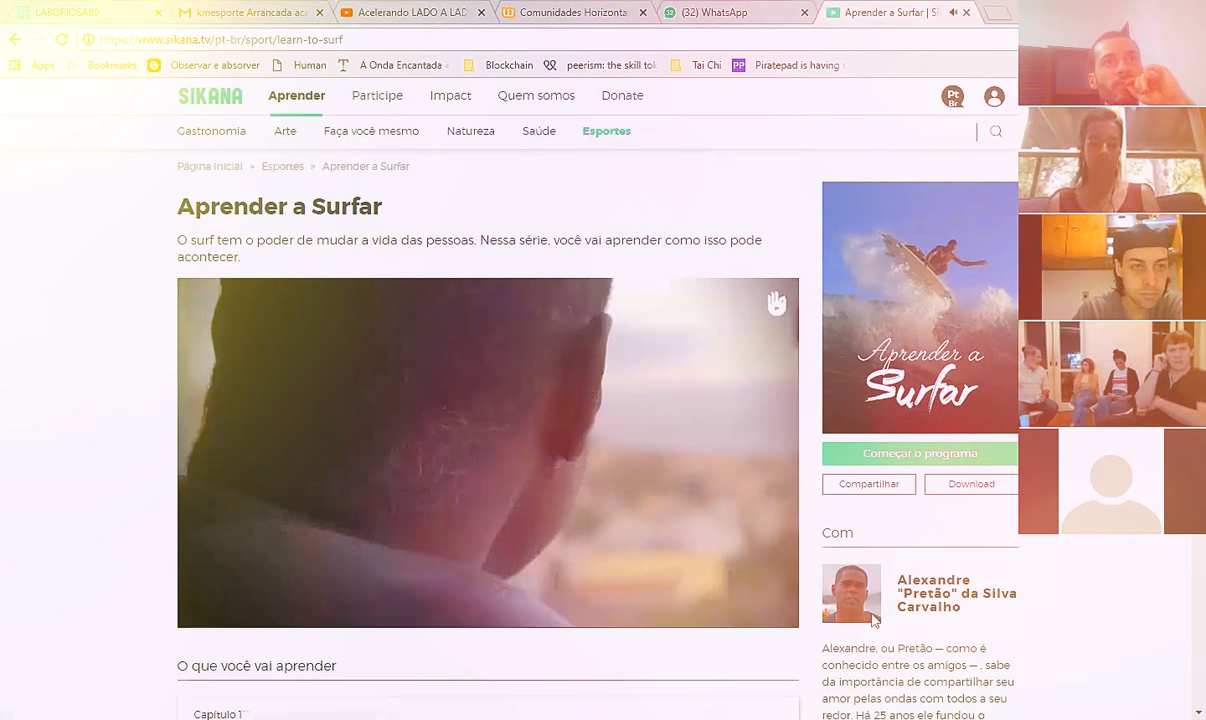 LABORIOSA89
kmesporte Arrancada aca
Acelerando LADO A LAD
Comunidades Horizonta
(32) WhatsApp
Aprender a Surfar | Si
https://www.sikana.tv/pt-br/sport/learn-to-surf
Apps
Bookmarks
Observar e absorver
Human
A Onda Encantada
Blockchain
peerism: the skill tok
Tai Chi
Piratepad is having
SIKANA
Aprender
Participe
Impact
Quem somos
Donate
Pt
Br
Gastronomia
Arte
Faça você mesmo
Natureza
Saúde
Esportes
Página Inicial > Esportes > Aprender a Surfar
Aprender a Surfar
O surf tem o poder de mudar a vida das pessoas. Nessa série, você vai aprender como isso pode
acontecer.
Aprender a
Surfar
Começar o programa
Compartilhar
Download
Com
Alexandre
"Pretão" da Silva
Carvalho
Alexandre, ou Pretão — como é
conhecido entre os amigos — , sabe
da importância de compartilhar seu
amor pelas ondas com todos a seu
redor. Há 25 anos ele fundou o
O que você vai aprender
Capítulo 1